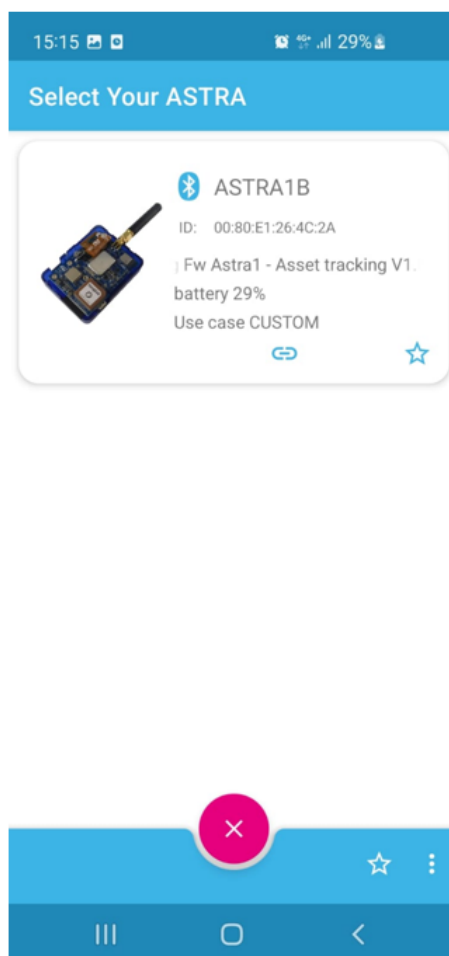 15:15 4G+ 29%
Select Your ASTRA
ASTRA1B
ID: 00:80:E1:26:4C:2A
Fw Astra1 - Asset tracking V1.
battery 29%
Use case CUSTOM